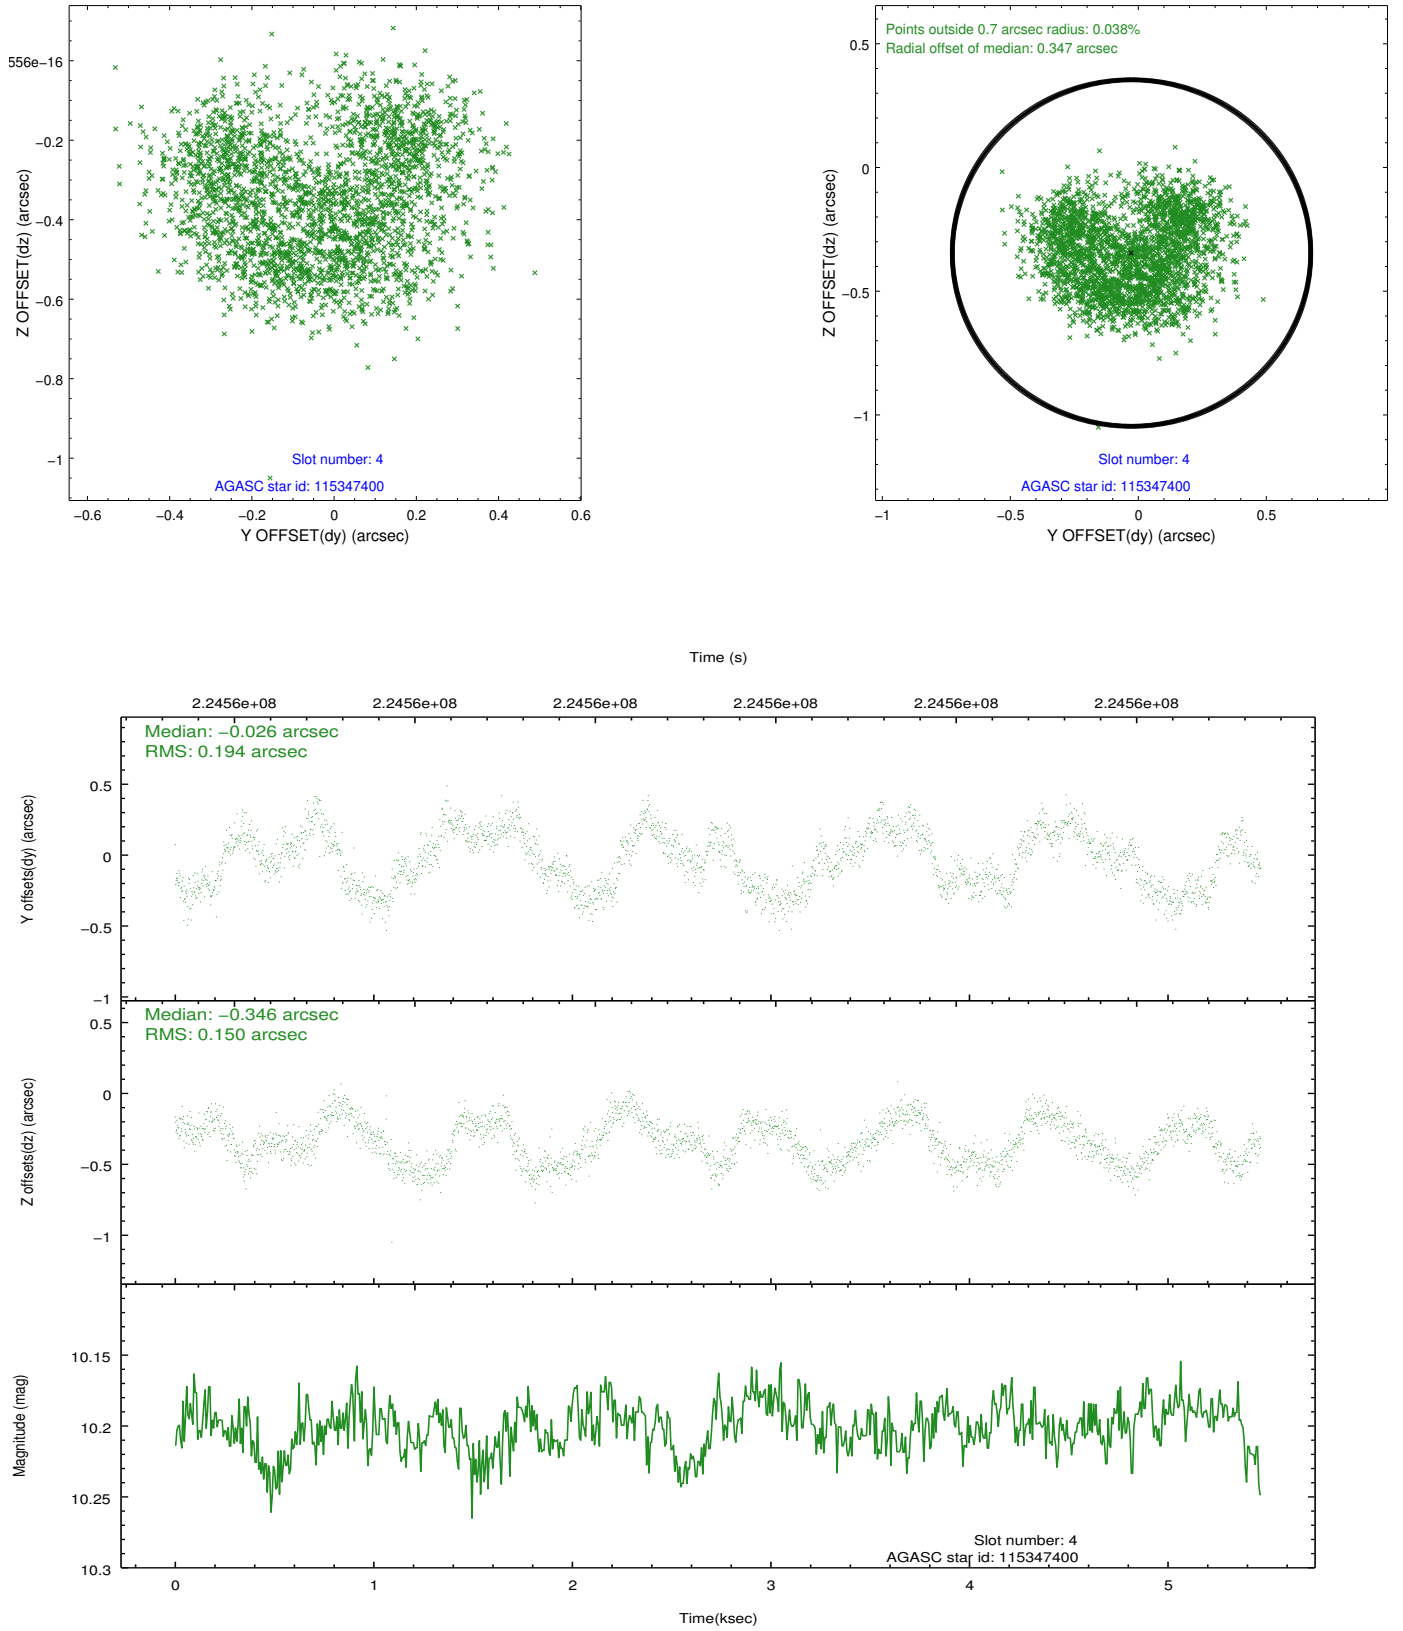 556e−16
−0.2
−0.4
−0.6
−0.8
−1
Z OFFSET(dz) (arcsec)
Slot number: 4
AGASC star id: 115347400
−0.6 −0.4 −0.2 0 0.2 0.4 0.6
Y OFFSET(dy) (arcsec)
Points outside 0.7 arcsec radius: 0.038%
Radial offset of median: 0.347 arcsec
0.5
0
−0.5
−1
Z OFFSET(dz) (arcsec)
Slot number: 4
AGASC star id: 115347400
−1 −0.5 0 0.5
Y OFFSET(dy) (arcsec)
Time (s)
2.2456e+08 2.2456e+08 2.2456e+08 2.2456e+08 2.2456e+08 2.2456e+08
Median: −0.026 arcsec
RMS: 0.194 arcsec
0.5
0
−0.5
−1
Y offsets(dy) (arcsec)
Median: −0.346 arcsec
RMS: 0.150 arcsec
0.5
0
−0.5
−1
Z offsets(dz) (arcsec)
10.15
10.2
10.25
10.3
Magnitude (mag)
Slot number: 4
AGASC star id: 115347400
0 1 2 3 4 5
Time(ksec)